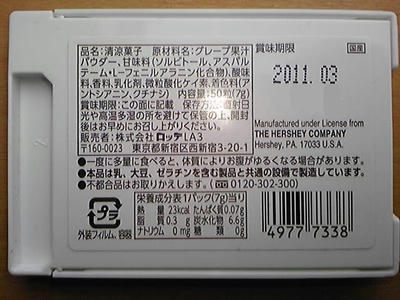 品名:清涼菓子 原材料名:グレープ果汁
パウダー、甘味料(ソルビトール、アスパル
テーム・L-フェニルアラニン化合物)、酸味
料、香料、乳化剤、微粒酸化ケイ素、着色料(ア
ントシアニン、クチナシ) 内容量:50粒(7g)
賞味期限:この面に記載 保存方法:直射日
光や高温多湿の所を避けて保管の上、開封
後はお早めにお召し上がりください。
販売者:株式会社ロッテLA3
〒160-0023 東京都新宿区西新宿3-20-1
賞味期限
国産
2011.03
Manufactured under License from
THE HERSHEY COMPANY
Hershey, PA. 17033 U.S.A.
●一度に多量に食べると、体質によりお腹がゆるくなる場合があります。
●本品は乳、大豆、ゼラチンを含む製品と共通の設備で製造しています。
●不都合品はお取りかえします。 0120-302-300
プラ
外装フィルム、容器
栄養成分表1パック(7g)当り
熱量 23kcal たんぱく質 0.07g
脂質 0.3g 炭水化物 6.6g
ナトリウム 0mg 糖類 0g
4977 7338